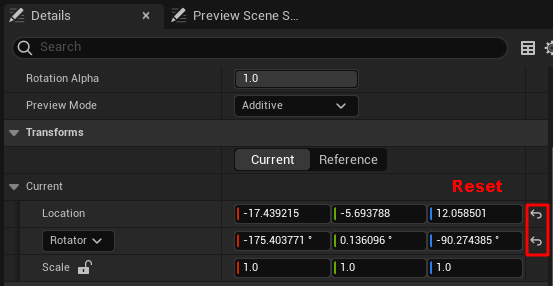 Details × Preview Scene S...
Search
Rotation Alpha 1.0
Preview Mode Additive
Transforms
Current Reference
Current Reset
Location -17.439215 -5.693788 12.058501
Rotator -175.403771 ° 0.136096 ° -90.274385 °
Scale 1.0 1.0 1.0